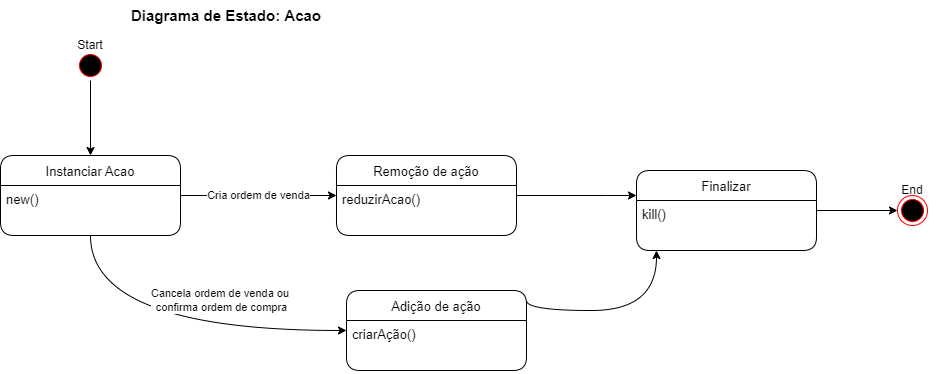 Diagrama de Estado: Acao
Start
Instanciar Acao
new()
Cria ordem de venda
Remoção de ação
reduzirAcao()
Finalizar
kill()
End
Cancela ordem de venda ou
confirma ordem de compra
Adição de ação
criarAção()